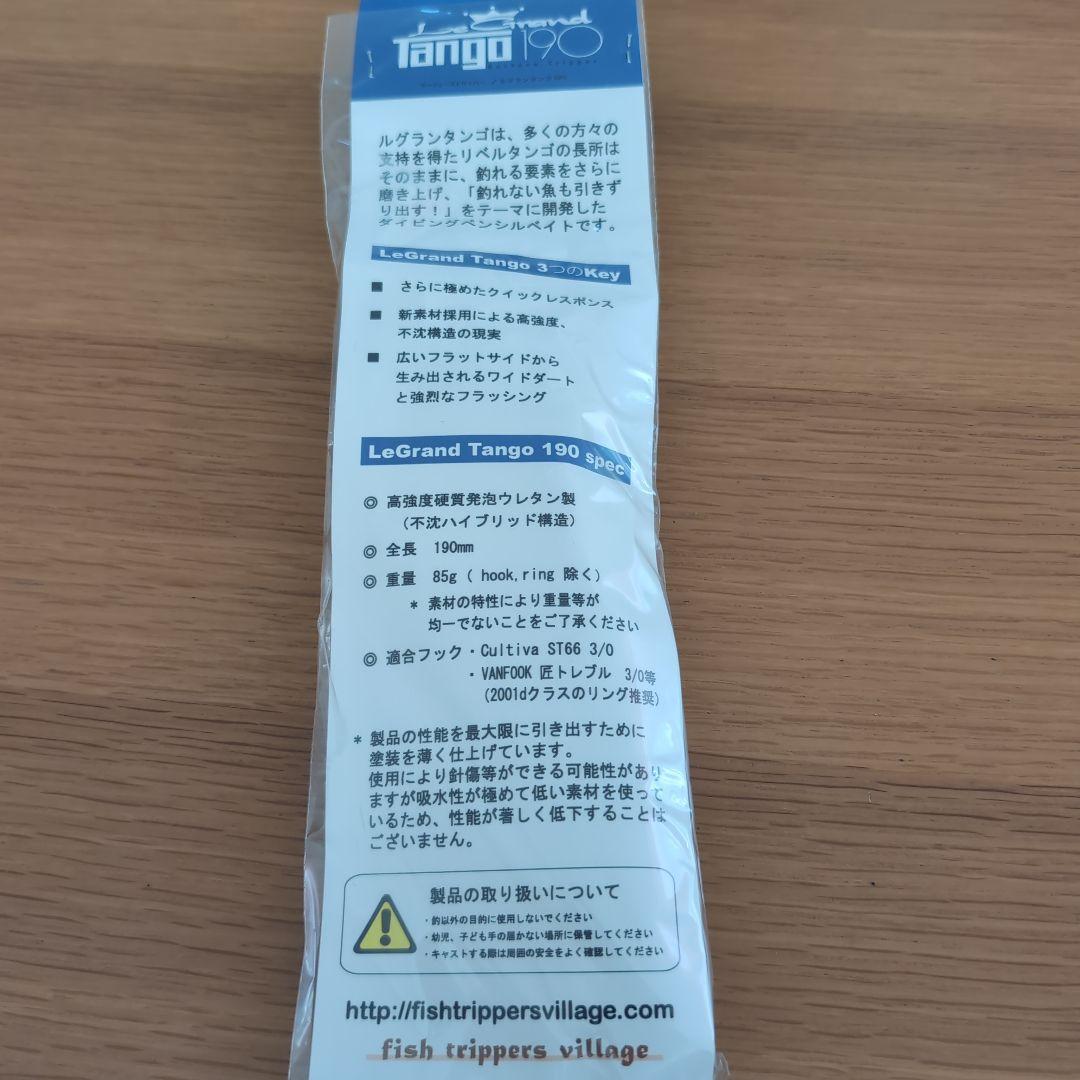 Le Grand
Tango 190
ルグランタンゴは、多くの方々の
支持を得たリベルタンゴの長所は
そのままに、釣れる要素をさらに
磨き上げ、「釣れない魚も引きず
り出す！」をテーマに開発した
ダイビングペンシルベイトです。
LeGrand Tango 3つのKey
■ さらに極めたクイックレスポンス
■ 新素材採用による高強度、
不沈構造の現実
■ 広いフラットサイドから
生み出されるワイドダート
と強烈なフラッシング
LeGrand Tango 190 spec
◎ 高強度硬質発泡ウレタン製
（不沈ハイブリッド構造）
◎ 全長 190mm
◎ 重量 85g ( hook,ring 除く)
* 素材の特性により重量等が
均一でないことをご了承ください
◎ 適合フック・Cultiva ST66 3/0
・VANFOOK 匠トレブル 3/0等
(200lbクラスのリング推奨)
* 製品の性能を最大限に引き出すために
塗装を薄く仕上げています。
使用により針傷等ができる可能性があり
ますが吸水性が極めて低い素材を使って
いるため、性能が著しく低下することは
ございません。
製品の取り扱いについて
・釣以外の目的に使用しないでください
・幼児、子ども手の届かない場所に保管してください
・キャストする際は周囲の安全をよく確認してください
http://fishtrippersvillage.com
fish trippers village